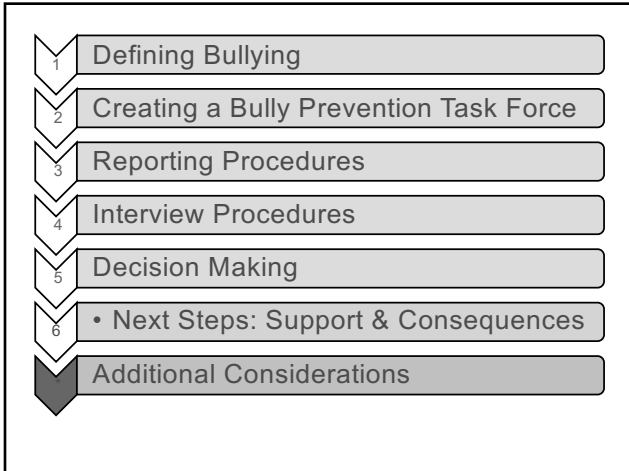 1 Defining Bullying
2 Creating a Bully Prevention Task Force
3 Reporting Procedures
4 Interview Procedures
5 Decision Making
6 • Next Steps: Support & Consequences
* Additional Considerations